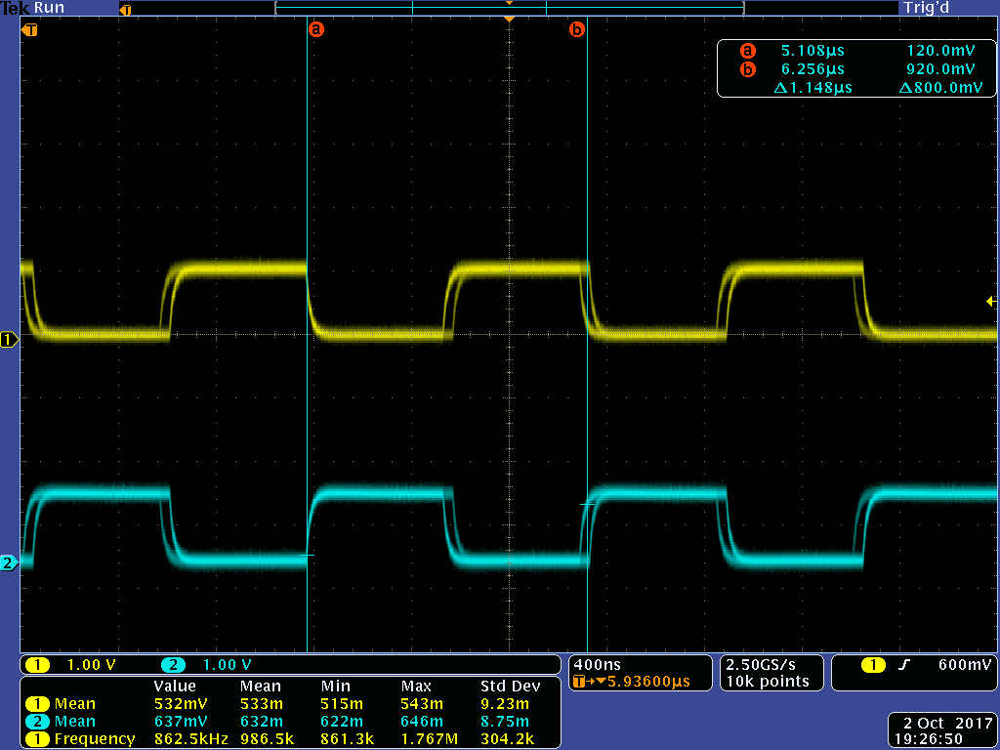 Tek Run Trig'd
T
T a b
a 5.108µs 120.0mV
b 6.256µs 920.0mV
Δ1.148µs Δ800.0mV
1
2
1 1.00 V 2 1.00 V
400ns
T→▼5.93600µs
2.50GS/s
10k points
1 600mV
Value Mean Min Max Std Dev
1 Mean 532mV 533m 515m 543m 9.23m
2 Mean 637mV 632m 622m 646m 8.75m
1 Frequency 862.5kHz 986.5k 861.3k 1.767M 304.2k
2 Oct 2017
19:26:50